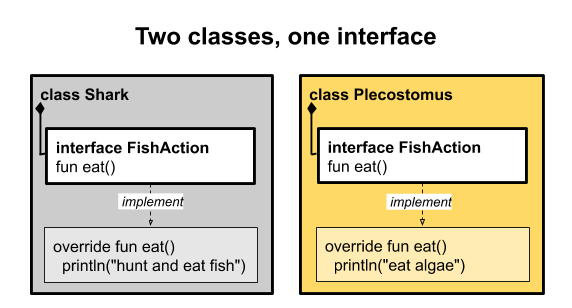 Two classes, one interface
class Shark
interface FishAction
fun eat()
implement
override fun eat()
println("hunt and eat fish")
class Plecostomus
interface FishAction
fun eat()
implement
override fun eat()
println("eat algae")